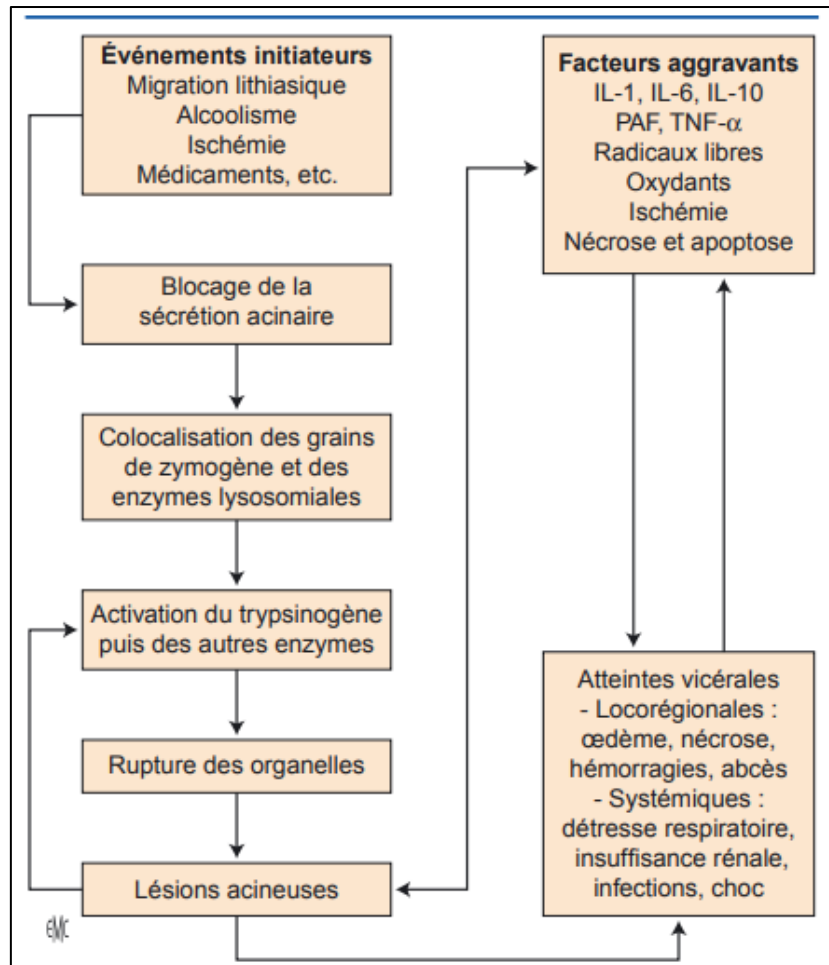 Événements initiateurs
Migration lithiasique
Alcoolisme
Ischémie
Médicaments, etc.
Blocage de la
sécrétion acinaire
Colocalisation des grains
de zymogène et des
enzymes lysosomiales
Activation du trypsinogène
puis des autres enzymes
Rupture des organelles
Lésions acineuses
Facteurs aggravants
IL-1, IL-6, IL-10
PAF, TNF-α
Radicaux libres
Oxydants
Ischémie
Nécrose et apoptose
Atteintes vicérales
- Locorégionales :
œdème, nécrose,
hémorragies, abcès
- Systémiques :
détresse respiratoire,
insuffisance rénale,
infections, choc
EMC